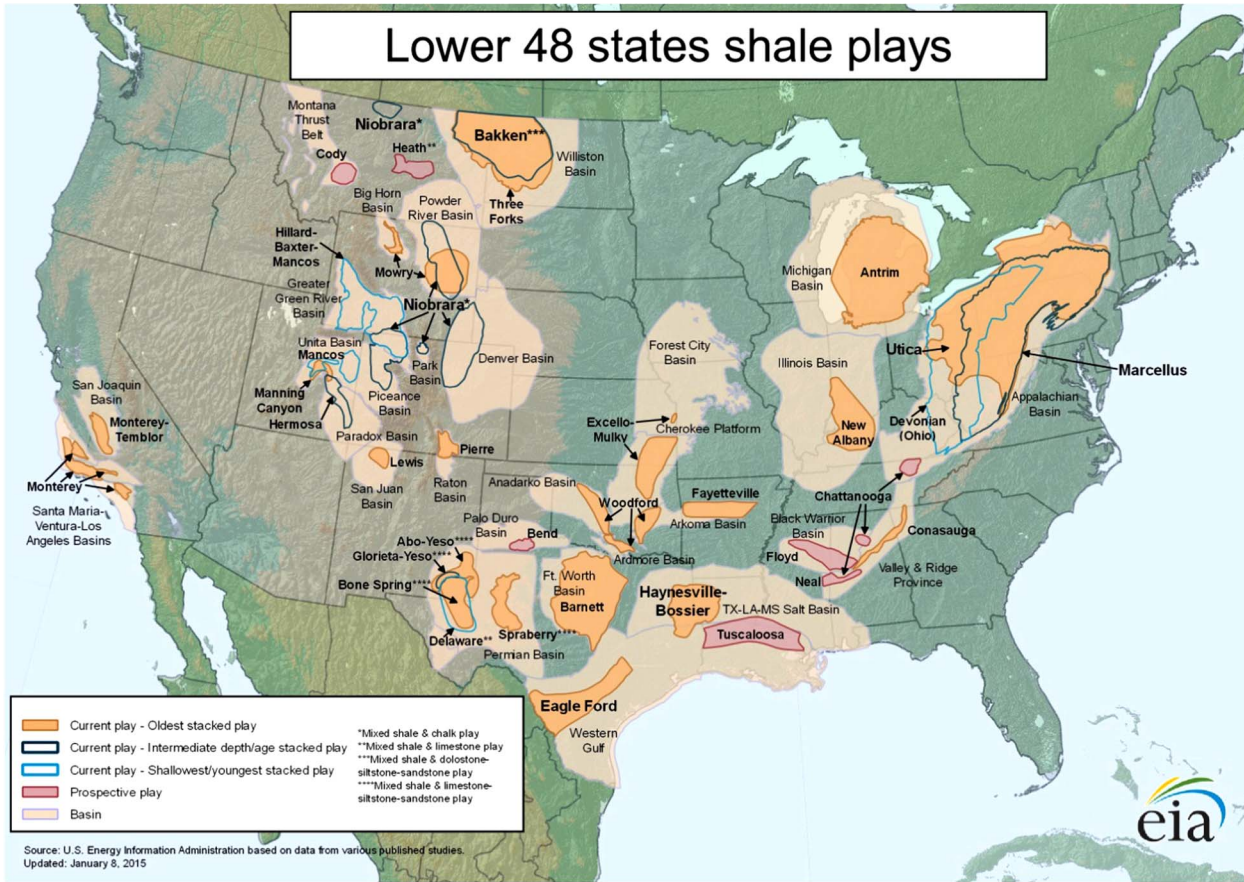 Lower 48 states shale plays
Montana
Thrust
Belt
Niobrara*
Bakken***
Cody
Heath**
Williston
Basin
Big Horn
Basin
Powder
River Basin
Three
Forks
Hillard-
Baxter-
Mancos
Mowry
Greater
Green River
Basin
Niobrara*
Michigan
Basin
Antrim
Unita Basin
Mancos
Park
Basin
Denver Basin
Forest City
Basin
Illinois Basin
Utica
Marcellus
San Joaquin
Basin
Manning
Canyon
Piceance
Basin
Hermosa
Monterey-
Temblor
Paradox Basin
Excello-
Mulky
Cherokee Platform
New
Albany
Devonian
(Ohio)
Appalachian
Basin
Lewis
Pierre
Monterey
San Juan
Basin
Raton
Basin
Anadarko Basin
Woodford
Fayetteville
Chattanooga
Santa Maria-
Ventura-Los
Angeles Basins
Palo Duro
Basin
Bend
Arkoma Basin
Black Warrior
Basin
Conasauga
Abo-Yeso****
Glorieta-Yeso****
Ardmore Basin
Floyd
Neal
Valley & Ridge
Province
Bone Spring****
Ft. Worth
Basin
Barnett
Haynesville-
Bossier
TX-LA-MS Salt Basin
Delaware**
Spraberry****
Permian Basin
Tuscaloosa
Eagle Ford
Western
Gulf
Current play - Oldest stacked play
Current play - Intermediate depth/age stacked play
Current play - Shallowest/youngest stacked play
Prospective play
Basin
*Mixed shale & chalk play
**Mixed shale & limestone play
***Mixed shale & dolostone-
siltstone-sandstone play
****Mixed shale & limestone-
siltstone-sandstone play
eia
Source: U.S. Energy Information Administration based on data from various published studies.
Updated: January 8, 2015